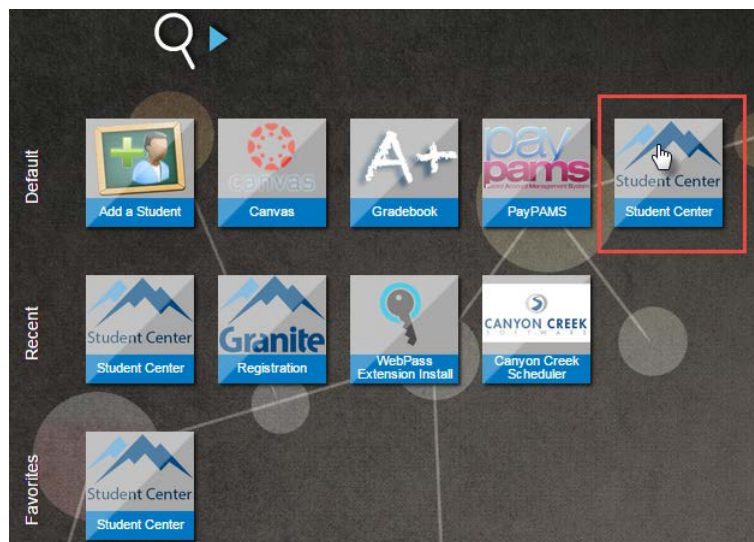 Default
Add a Student
canvas
Canvas
A+
Gradebook
pay
pams
PayPAMS
Student Center
Student Center
Recent
Student Center
Student Center
Granite
Registration
WebPass
Extension Install
CANYON CREEK
SOFTWARE
Canyon Creek
Scheduler
Favorites
Student Center
Student Center